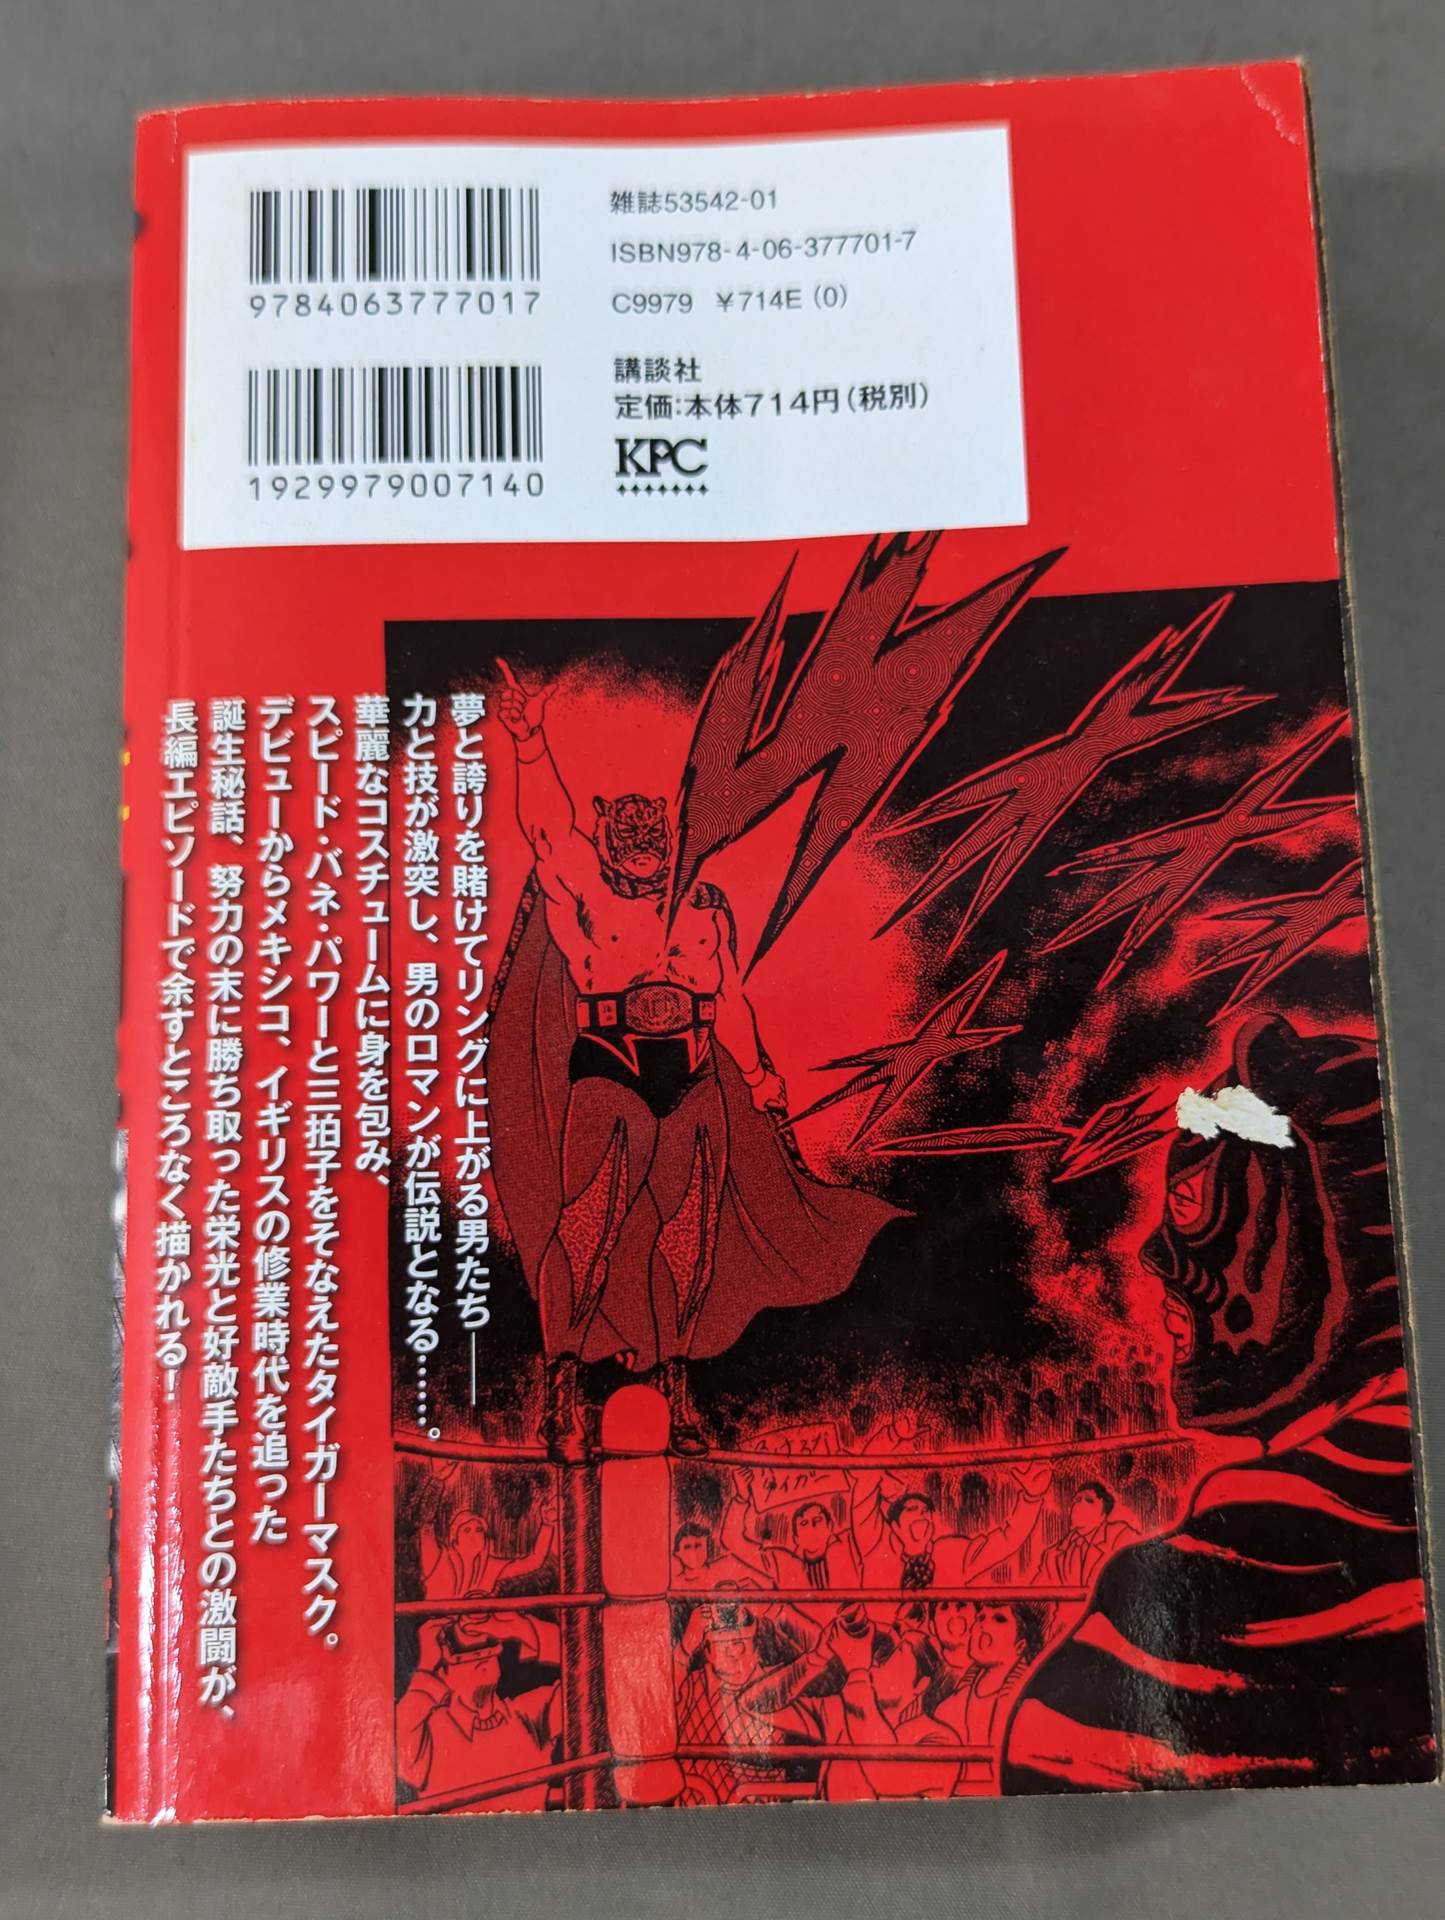 9784063777017
1929979007140
雑誌53542-01
ISBN978-4-06-377701-7
C9979 ¥714E (0)
講談社
定価:本体714円(税別)
KPC
夢と誇りを賭けてリングに上がる男たち――
力と技が激突し、男のロマンが伝説となる……。
華麗なコスチュームに身を包み、
スピード・バネ・パワーと三拍子をそなえたタイガーマスク。
デビューからメキシコ、イギリスの修業時代を追った
誕生秘話、努力の末に勝ち取った栄光と好敵手たちとの激闘が、
長編エピソードで余すところなく描かれる!
タイガー